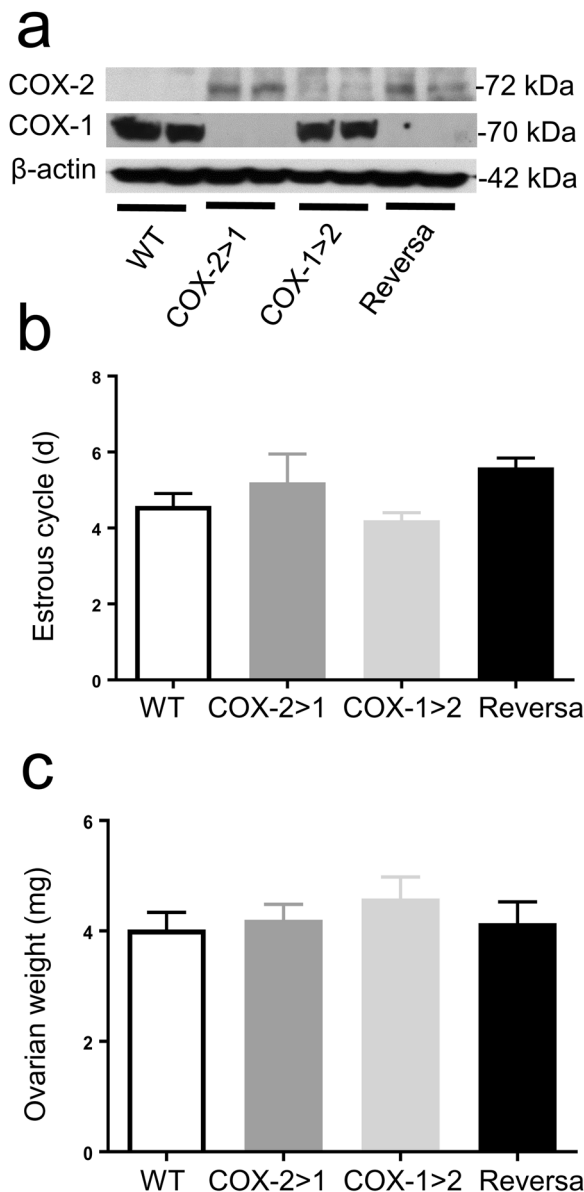 a
COX-2 -72 kDa
COX-1 -70 kDa
β-actin -42 kDa
WT COX-2>1 COX-1>2 Reversa
b
Estrous cycle (d)
8
6
4
2
0
WT COX-2>1 COX-1>2 Reversa
c
Ovarian weight (mg)
6
4
2
0
WT COX-2>1 COX-1>2 Reversa